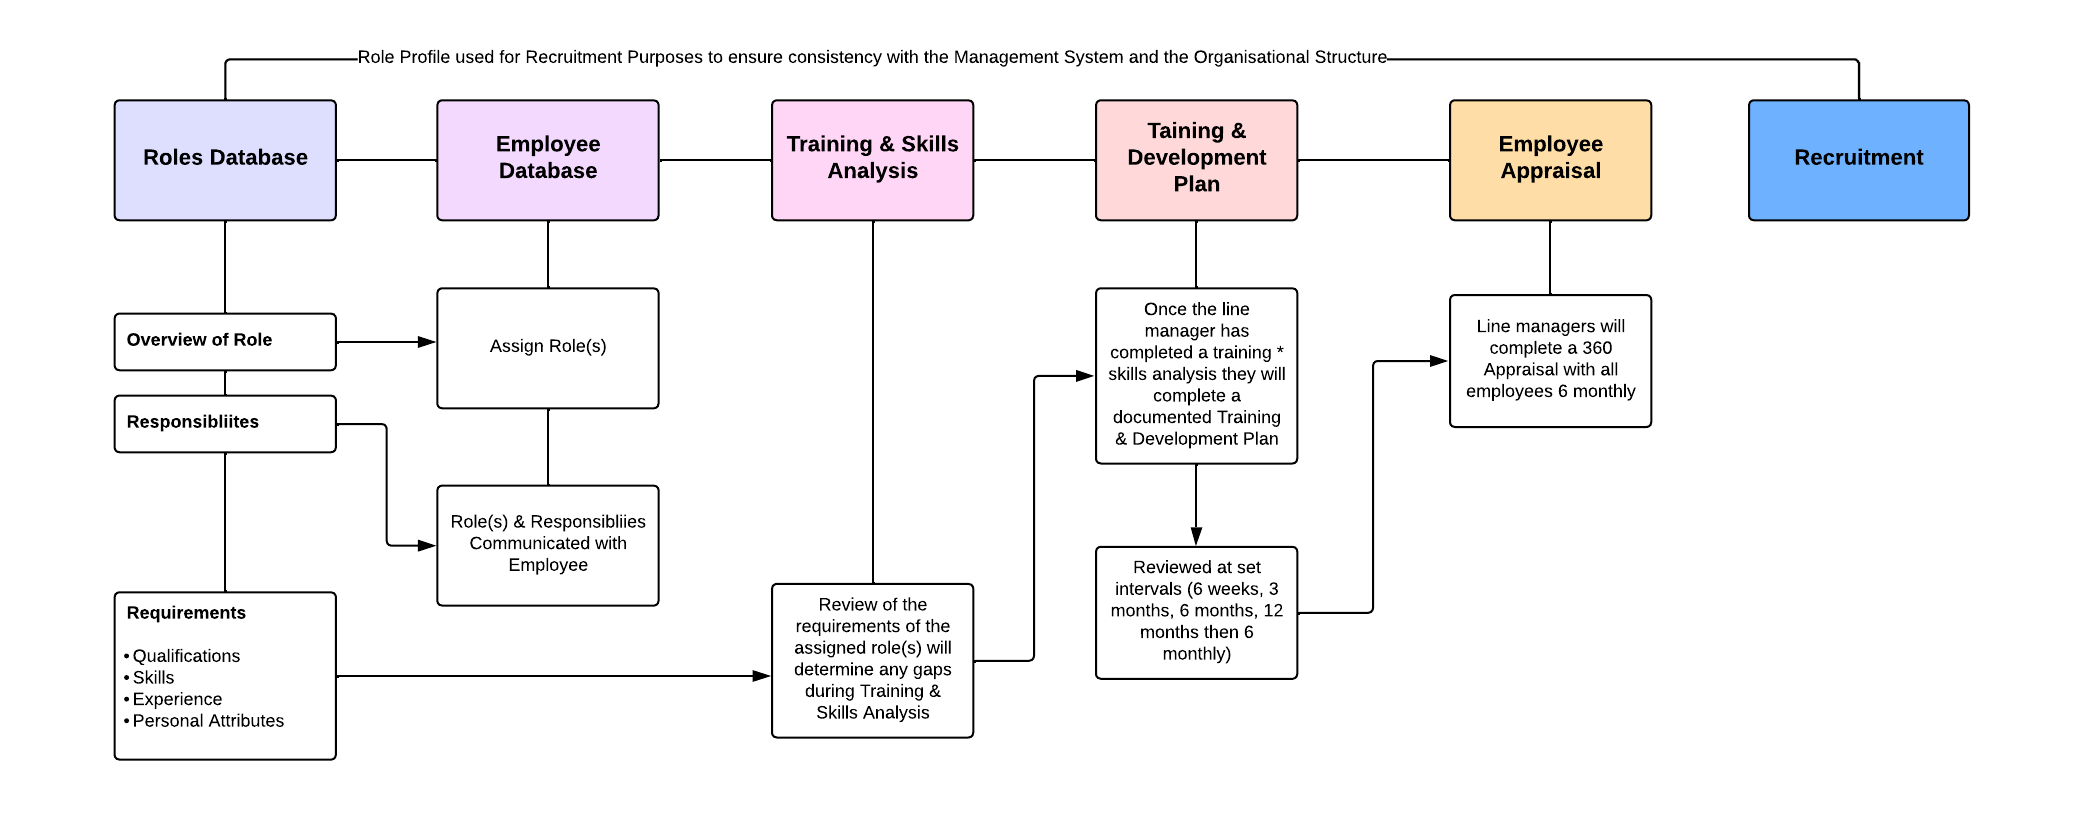 Role Profile used for Recruitment Purposes to ensure consistency with the Management System and the Organisational Structure
Roles Database
Employee
Database
Training & Skills
Analysis
Taining &
Development
Plan
Employee
Appraisal
Recruitment
Overview of Role
Responsibliites
Requirements
• Qualifications
• Skills
• Experience
• Personal Attributes
Assign Role(s)
Role(s) & Responsibliies
Communicated with
Employee
Review of the
requirements of the
assigned role(s) will
determine any gaps
during Training &
Skills Analysis
Once the line
manager has
completed a training *
skills analysis they will
complete a
documented Training
& Development Plan
Reviewed at set
intervals (6 weeks, 3
months, 6 months, 12
months then 6
monthly)
Line managers will
complete a 360
Appraisal with all
employees 6 monthly